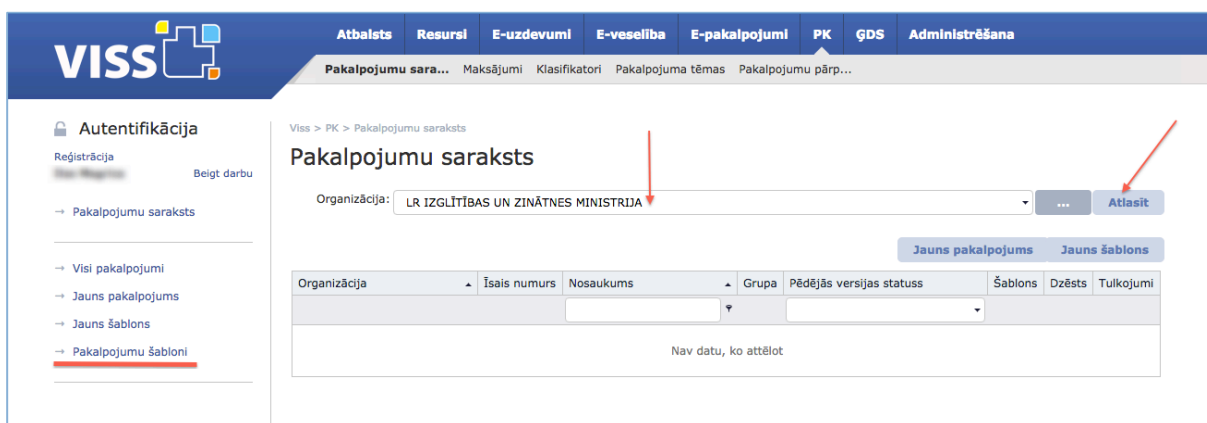 VISS
Atbalsts Resursi E-uzdevumi E-veselība E-pakalpojumi PK ĢDS Administrēšana
Pakalpojumu sara... Maksājumi Klasifikatori Pakalpojuma tēmas Pakalpojumu pārp...
Autentifikācija
Reģistrācija
Beigt darbu
→ Pakalpojumu saraksts
→ Visi pakalpojumi
→ Jauns pakalpojums
→ Jauns šablons
→ Pakalpojumu šabloni
Viss > PK > Pakalpojumu saraksts
Pakalpojumu saraksts
Organizācija: LR IZGLĪTĪBAS UN ZINĀTNES MINISTRIJA ... Atlasīt
Jauns pakalpojums Jauns šablons
Organizācija Īsais numurs Nosaukums Grupa Pēdējās versijas statuss Šablons Dzēsts Tulkojumi
Nav datu, ko attēlot